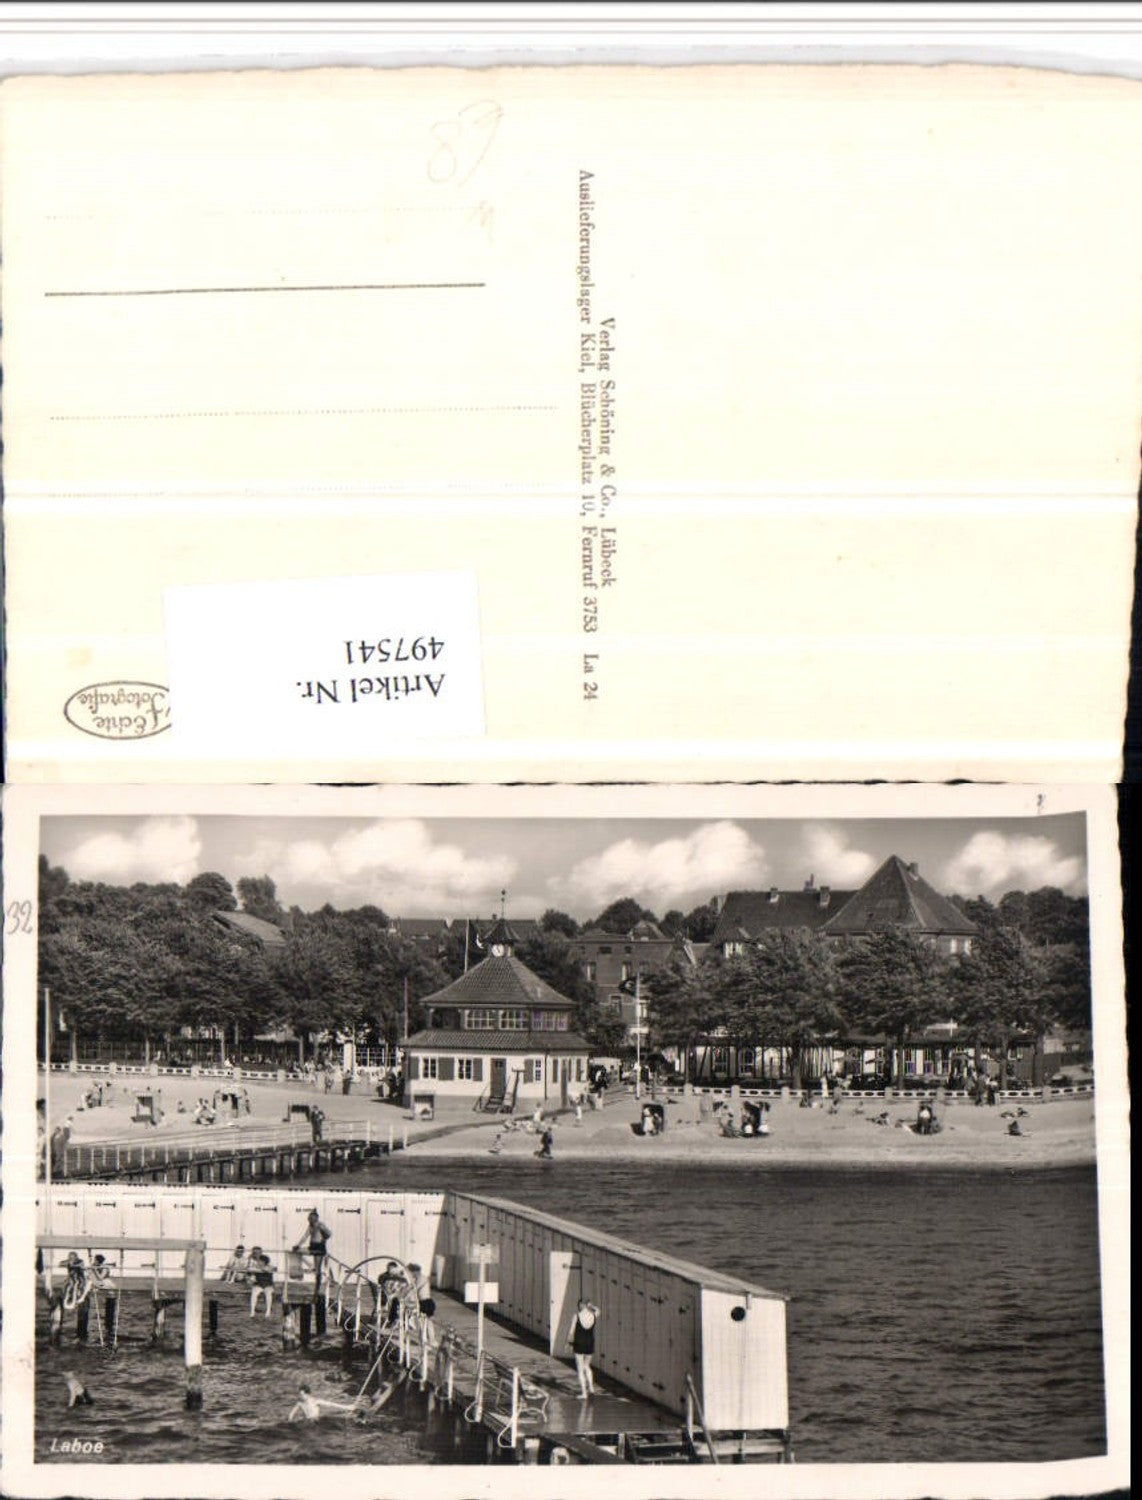 89
Verlag Schöning & Co., Lübeck
Auslieferungslager Kiel, Blücherplatz 10, Fernruf 3753 La 24
Artikel Nr.
497541
Echte
Fotografie
32
Laboe